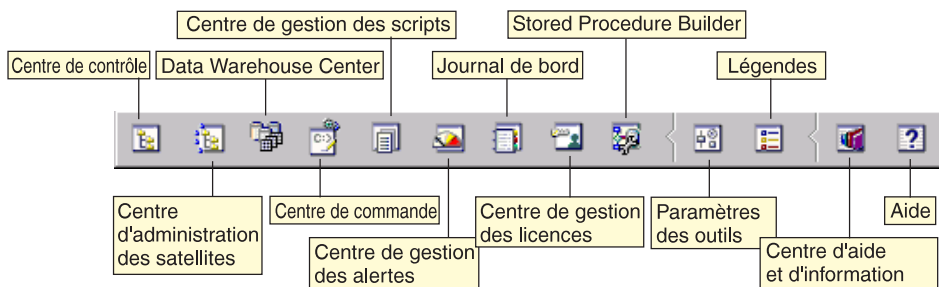 Centre de gestion des scripts
Stored Procedure Builder
Centre de contrôle
Data Warehouse Center
Journal de bord
Légendes
Centre
d'administration
des satellites
Centre de commande
Centre de gestion
des alertes
Centre de gestion
des licences
Paramètres
des outils
Centre d'aide
et d'information
Aide